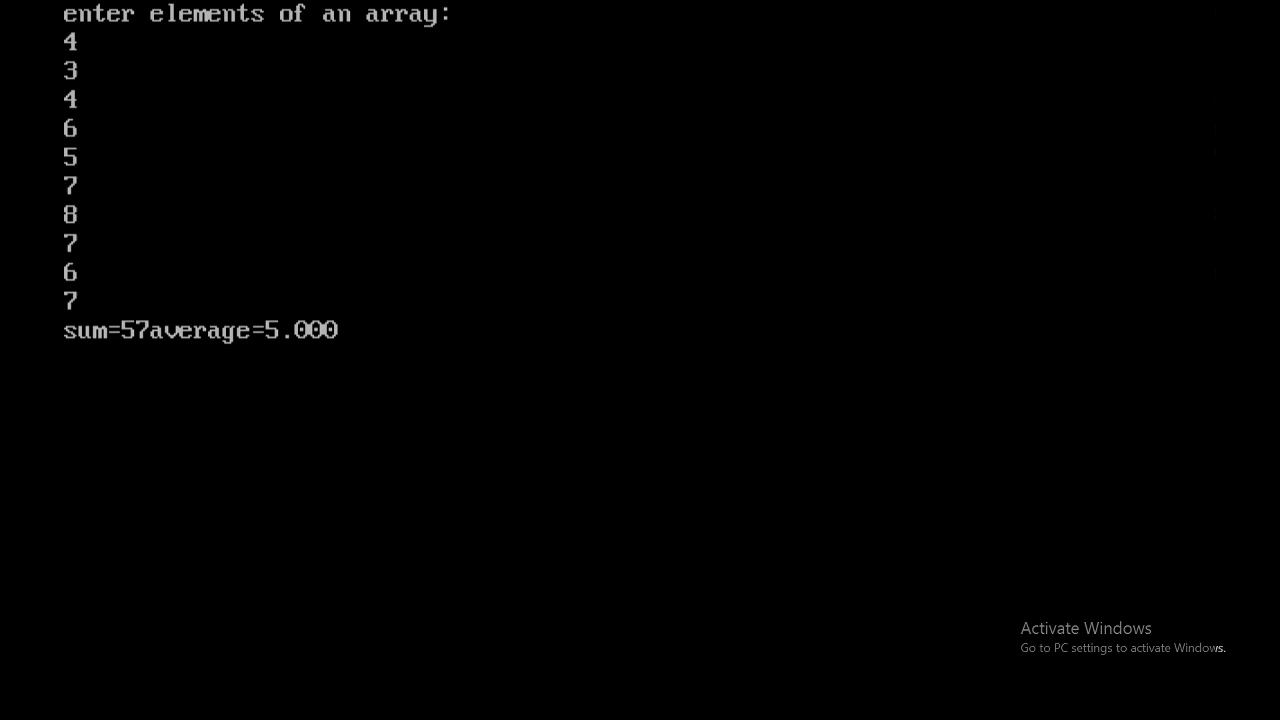 enter elements of an array:
4
3
4
6
5
7
8
7
6
7
sum=57average=5.000
Activate Windows
Go to PC settings to activate Windows.